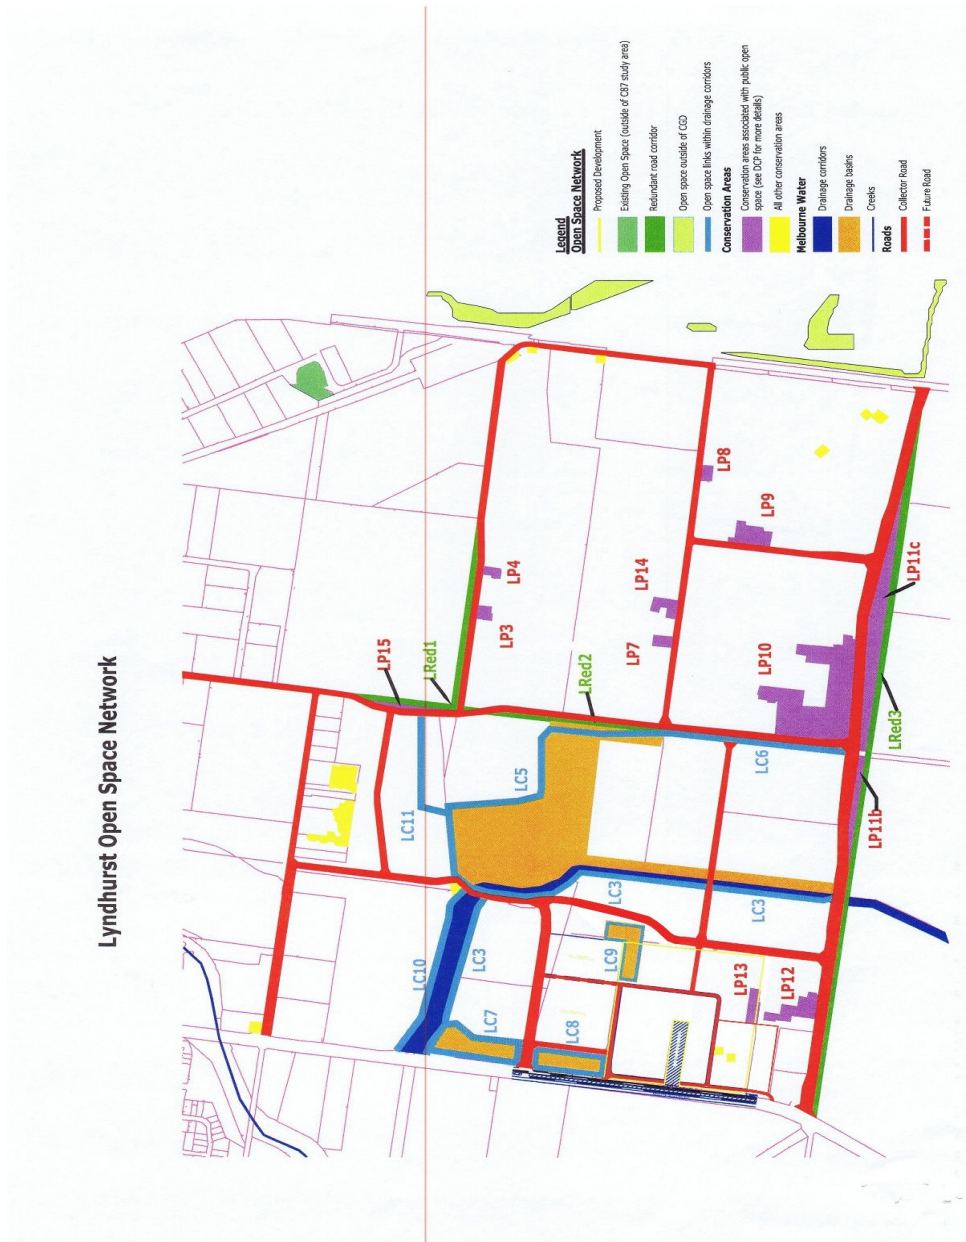 Lyndhurst Open Space Network
LC10
LC3
LC7
LC8
LC9
LC11
LC5
LC3
LC3
LC6
LP13
LP12
LP15
LRed1
LRed2
LP3
LP4
LP7
LP14
LP10
LP8
LP9
LP11b
LRed3
LP11c
Legend
Open Space Network
Proposed Development
Existing Open Space (outside of C87 study area)
Redundant road corridor
Open space outside of CGD
Open space links within drainage corridors
Conservation Areas
Conservation areas associated with public open
space (see DCP for more details)
All other conservation areas
Melbourne Water
Drainage corridors
Drainage basins
Creeks
Roads
Collector Road
Future Road